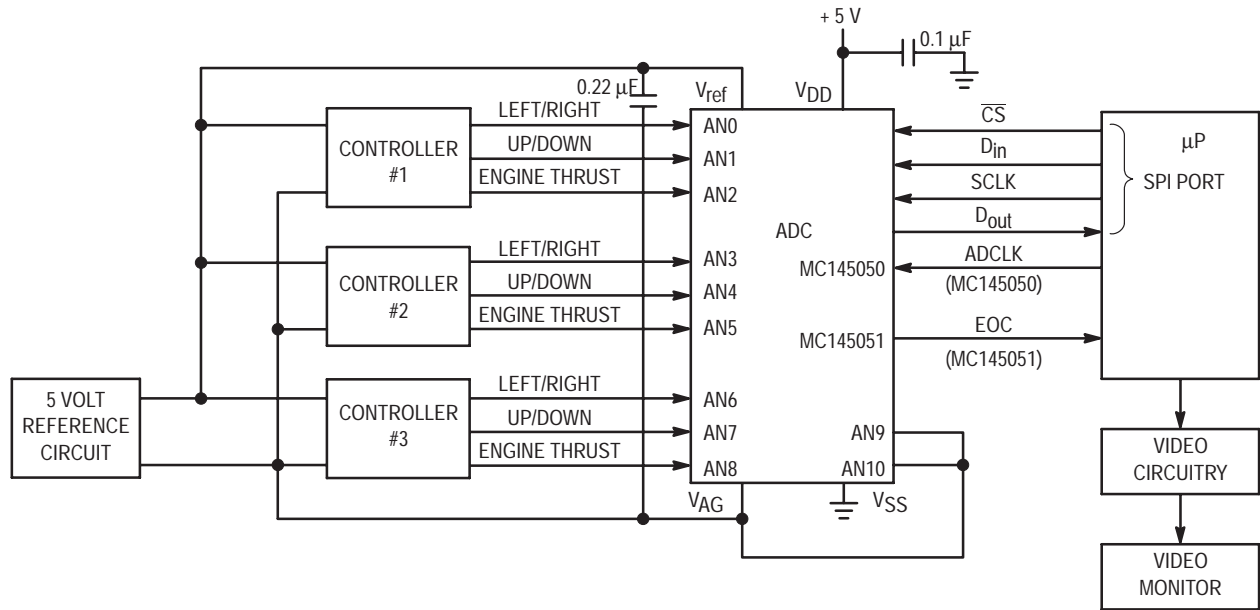 + 5 V
0.1 μF
0.22 μF
Vref
VDD
LEFT/RIGHT
AN0
CS
μP
CONTROLLER
#1
UP/DOWN
AN1
Din
SPI PORT
ENGINE THRUST
AN2
SCLK
Dout
ADC
LEFT/RIGHT
AN3
MC145050
ADCLK
(MC145050)
CONTROLLER
#2
UP/DOWN
AN4
ENGINE THRUST
AN5
MC145051
EOC
(MC145051)
5 VOLT
REFERENCE
CIRCUIT
LEFT/RIGHT
AN6
CONTROLLER
#3
UP/DOWN
AN7
AN9
ENGINE THRUST
AN8
AN10
VIDEO
CIRCUITRY
VAG
VSS
VIDEO
MONITOR